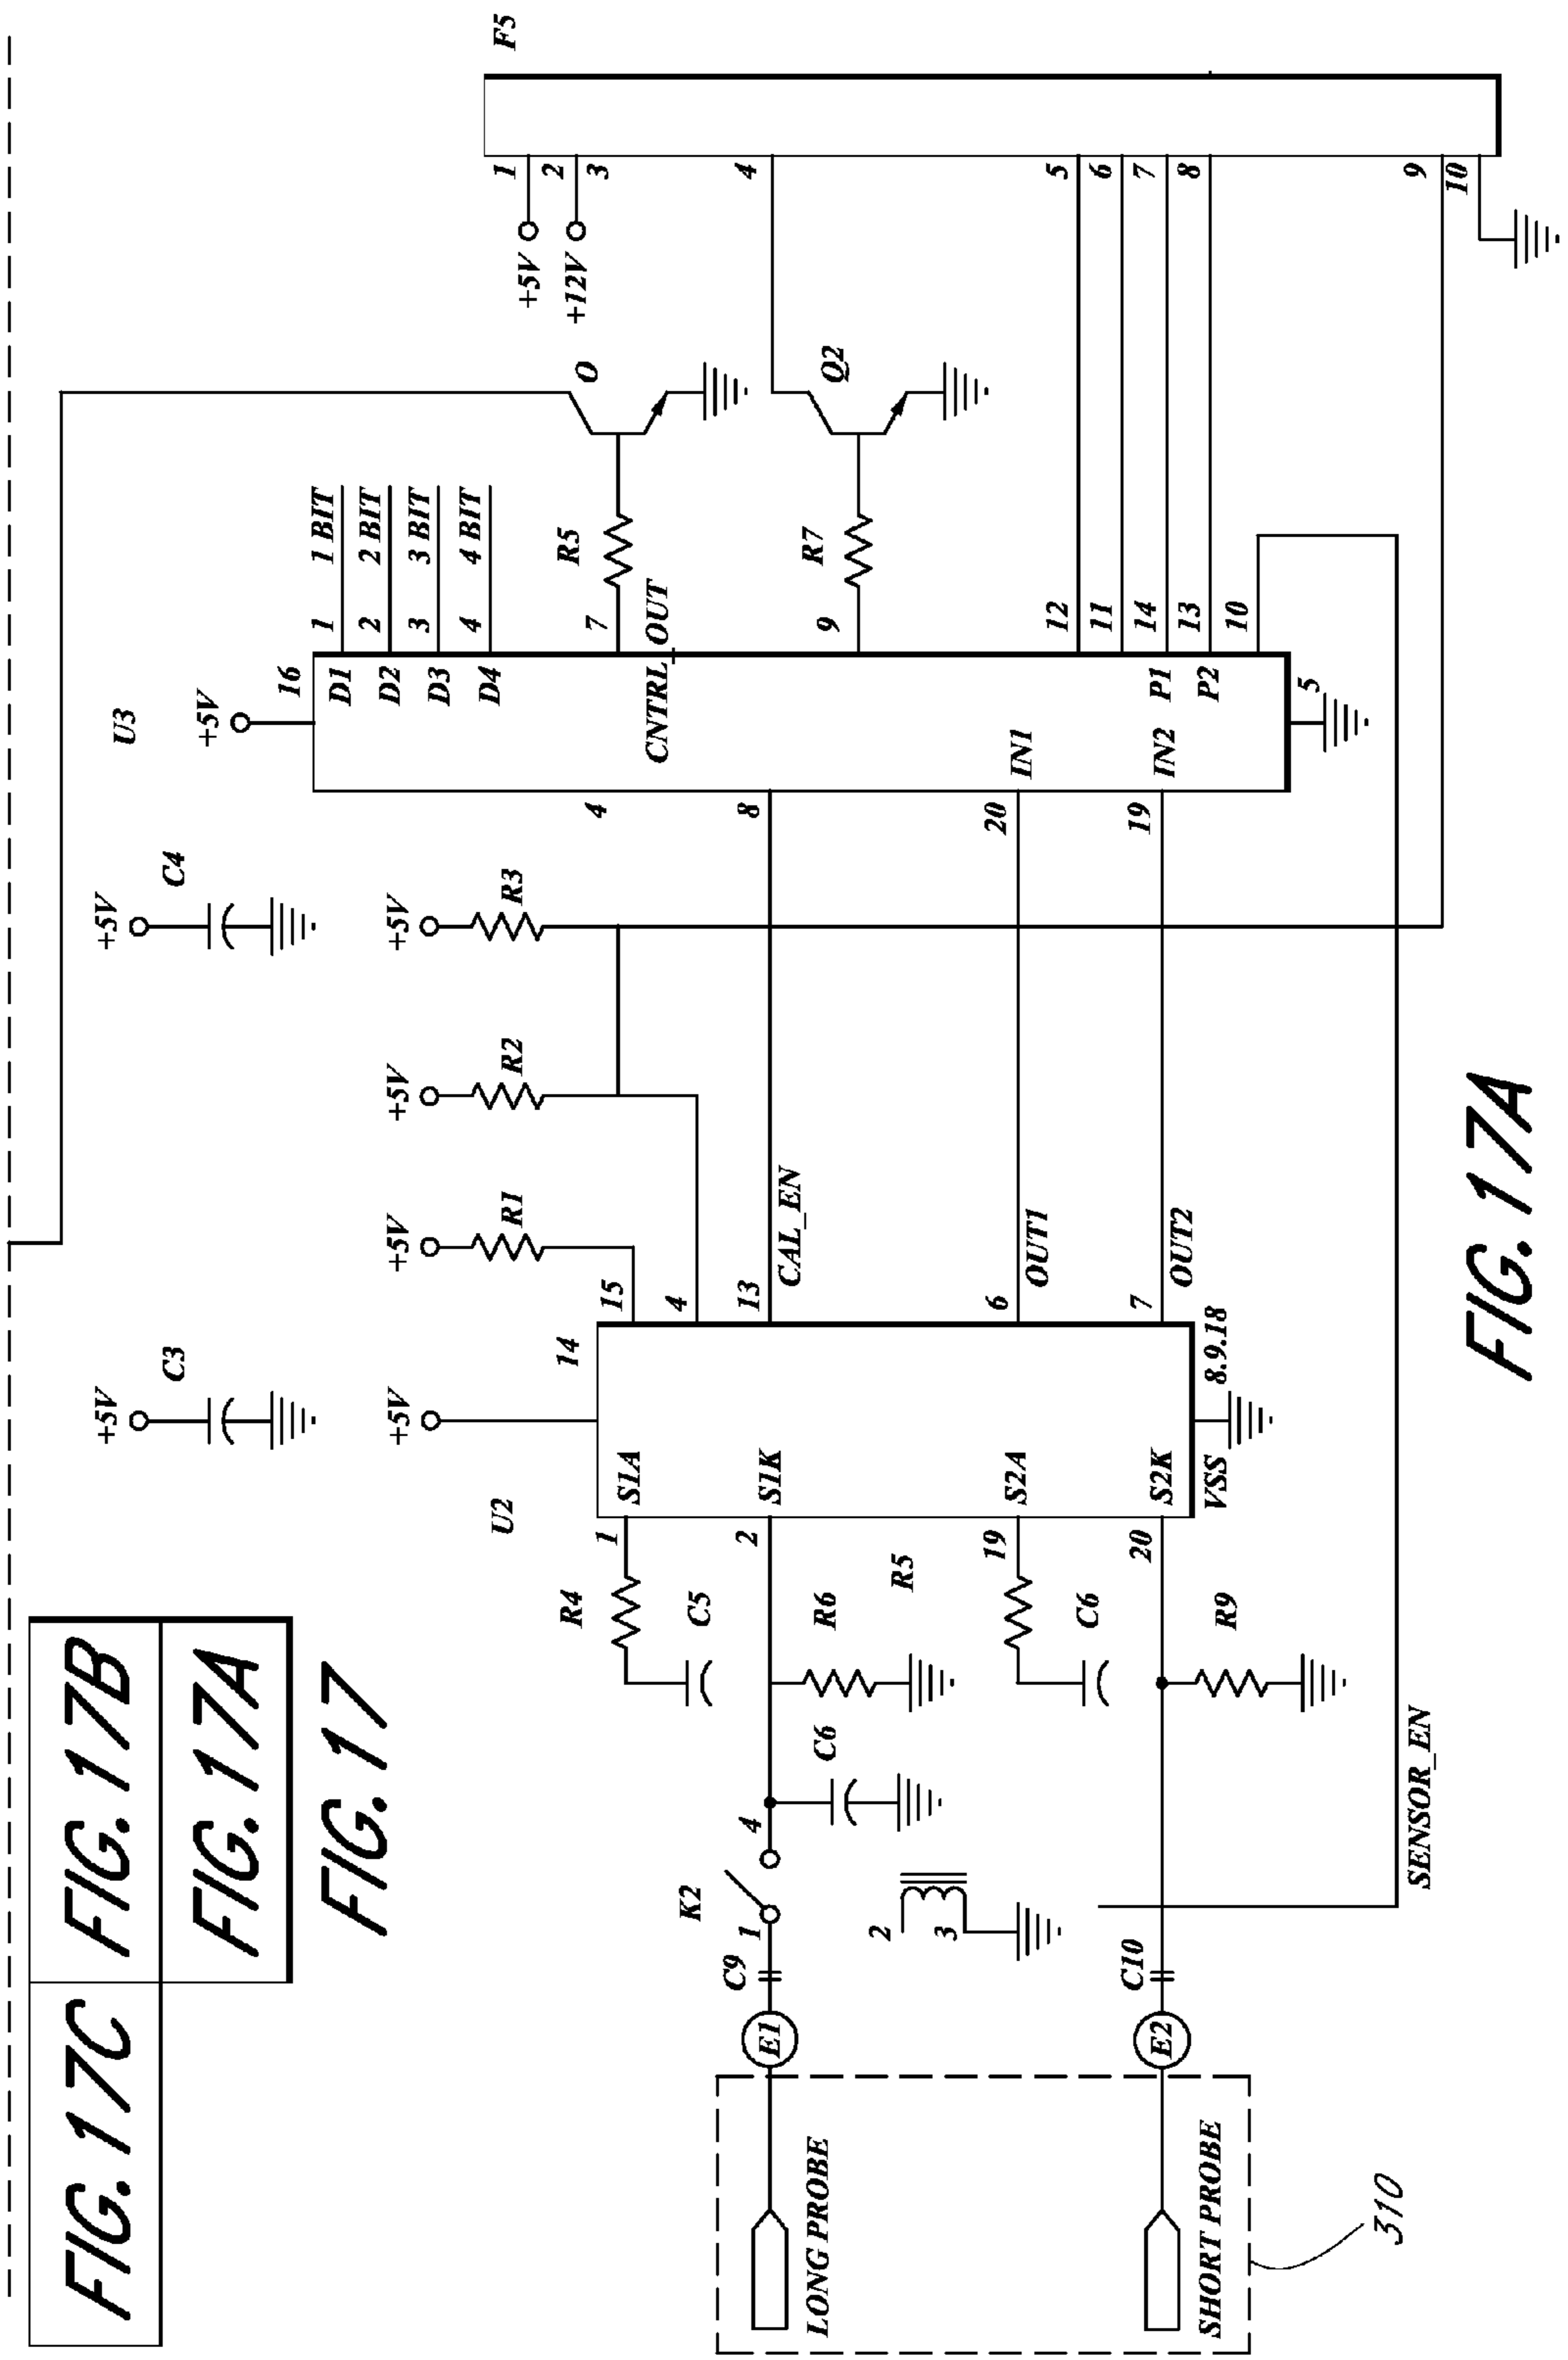 FIG. 17C
FIG. 17B
FIG. 17A
FIG. 17
+5V
C3
+5V
C4
U3
+5V
16
D1
D2
D3
D4
1
2
3
4
1 BIT
2 BIT
3 BIT
4 BIT
CNTRL_OUT
7
R5
O
9
R7
Q2
F5
1
2
3
4
5
6
7
8
9
10
+5V
+12V
12
11
14
13
10
P1
P2
5
IN1
IN2
4
8
20
19
+5V
R1
+5V
R2
+5V
R3
+5V
14
U2
15
4
13
CAL_EN
6
OUT1
7
OUT2
8.9.18
VSS
S1A
S1K
S2A
S2K
1
2
19
20
R4
C5
R6
R5
C6
R9
C6
4
K2
1
C9
E1
2
3
C10
E2
LONG PROBE
SHORT PROBE
310
SENSOR_EN
FIG. 17A